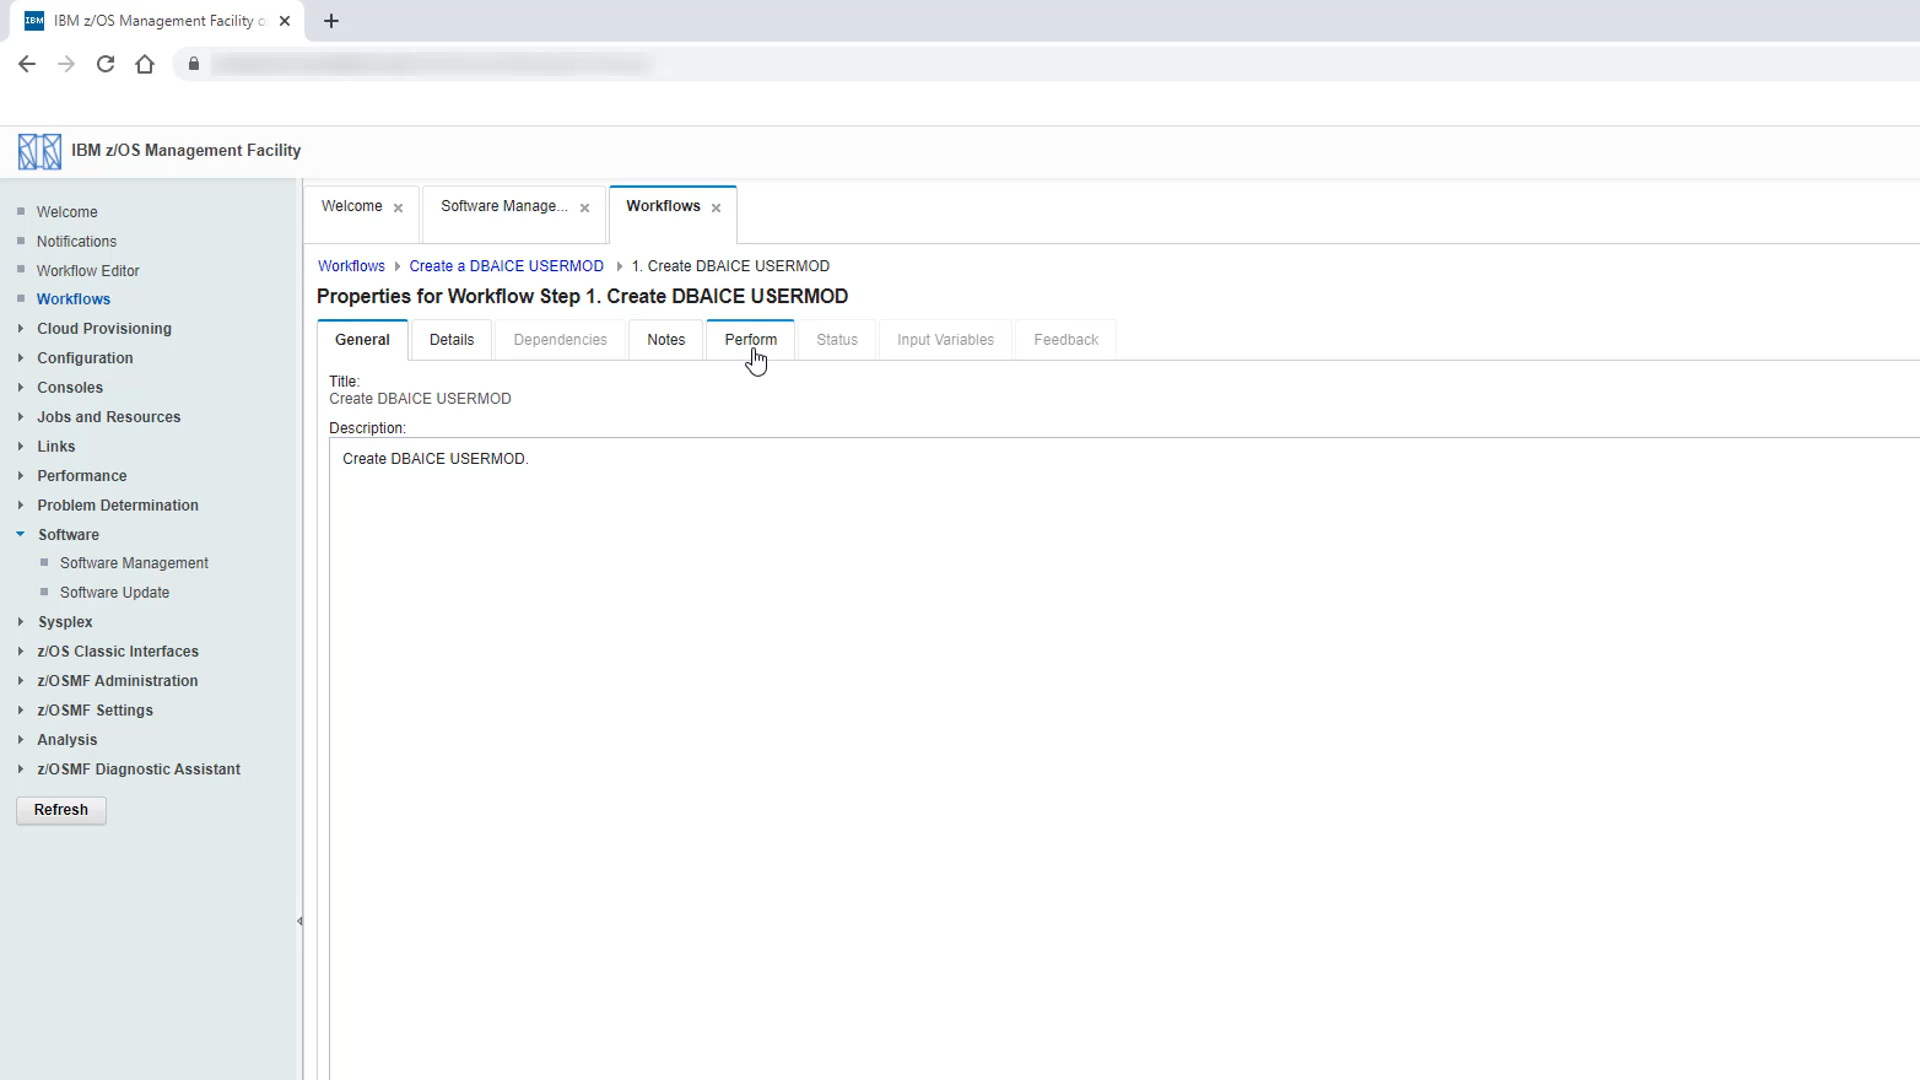 IBM
IBM z/OS Management Facility o
IBM z/OS Management Facility
Welcome
Notifications
Workflow Editor
Workflows
Cloud Provisioning
Configuration
Consoles
Jobs and Resources
Links
Performance
Problem Determination
Software
Software Management
Software Update
Sysplex
z/OS Classic Interfaces
z/OSMF Administration
z/OSMF Settings
Analysis
z/OSMF Diagnostic Assistant
Refresh
Welcome Software Manage... Workflows
Workflows Create a DBAICE USERMOD 1. Create DBAICE USERMOD
Properties for Workflow Step 1. Create DBAICE USERMOD
General Details Dependencies Notes Perform Status Input Variables Feedback
Title:
Create DBAICE USERMOD
Description:
Create DBAICE USERMOD.